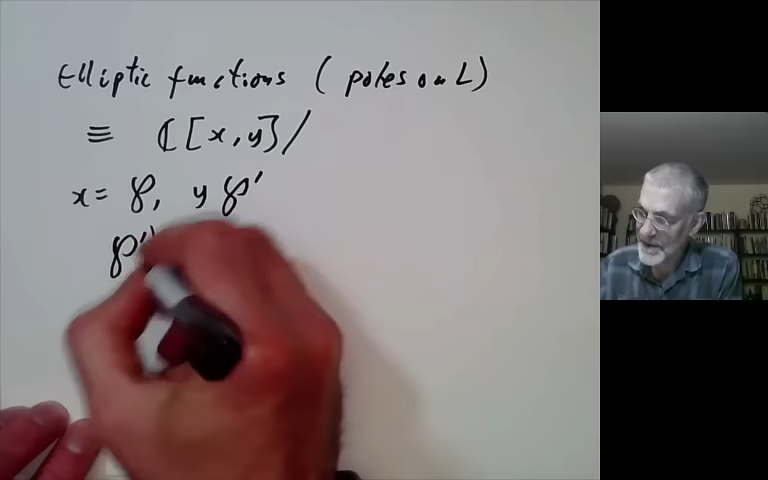 Elliptic functions (poles on L)
≡ ℂ[x,y]/
x = ℘, y ℘'
℘'